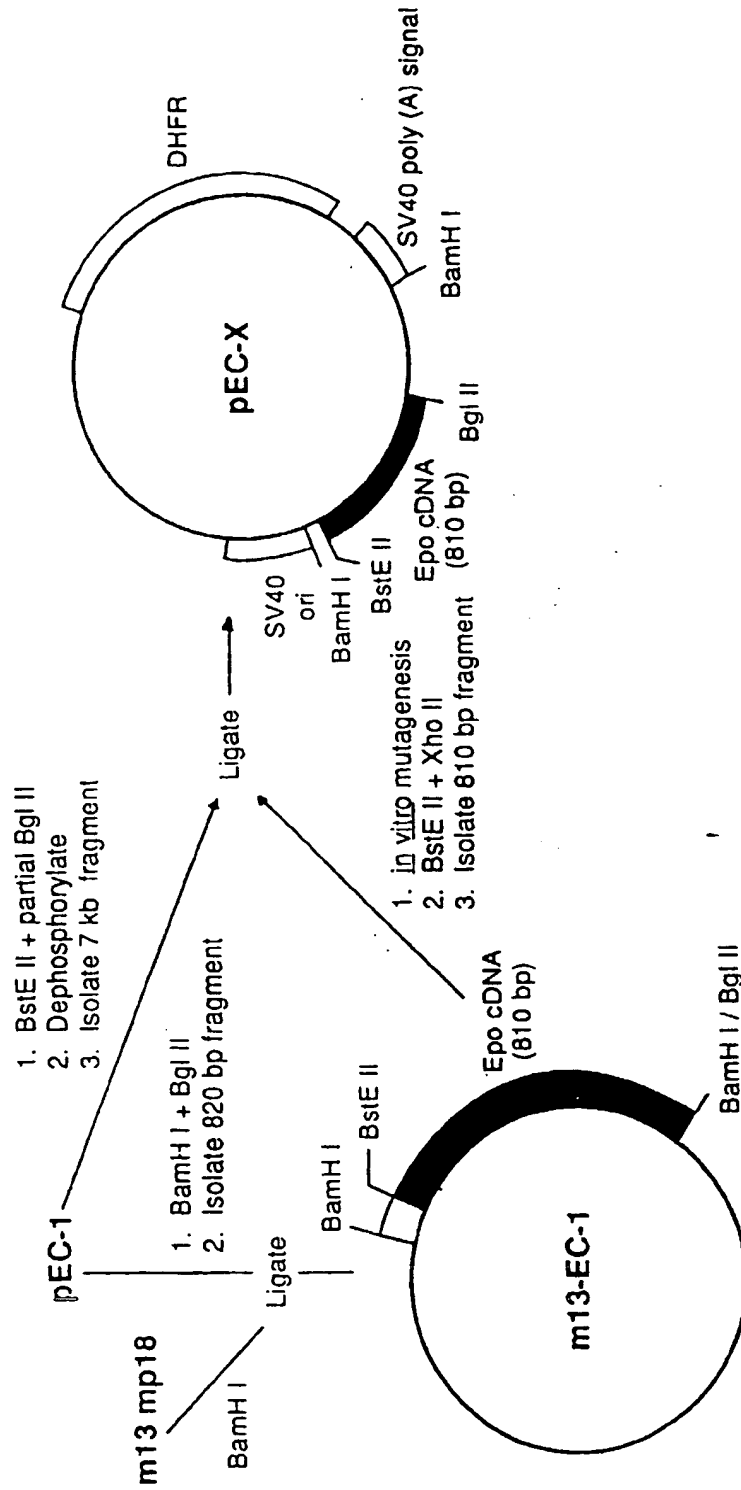 pEC-1
1. BstE II + partial Bgl II
2. Dephosphorylate
3. Isolate 7 kb fragment
m13 mp18
BamH I
1. BamH I + Bgl II
2. Isolate 820 bp fragment
Ligate
Ligate
BamH I
BstE II
Epo cDNA
(810 bp)
BamH I / Bgl II
m13-EC-1
1. in vitro mutagenesis
2. BstE II + Xho II
3. Isolate 810 bp fragment
pEC-X
DHFR
SV40 poly (A) signal
BamH I
Bgl II
Epo cDNA
(810 bp)
BstE II
BamH I
SV40
ori